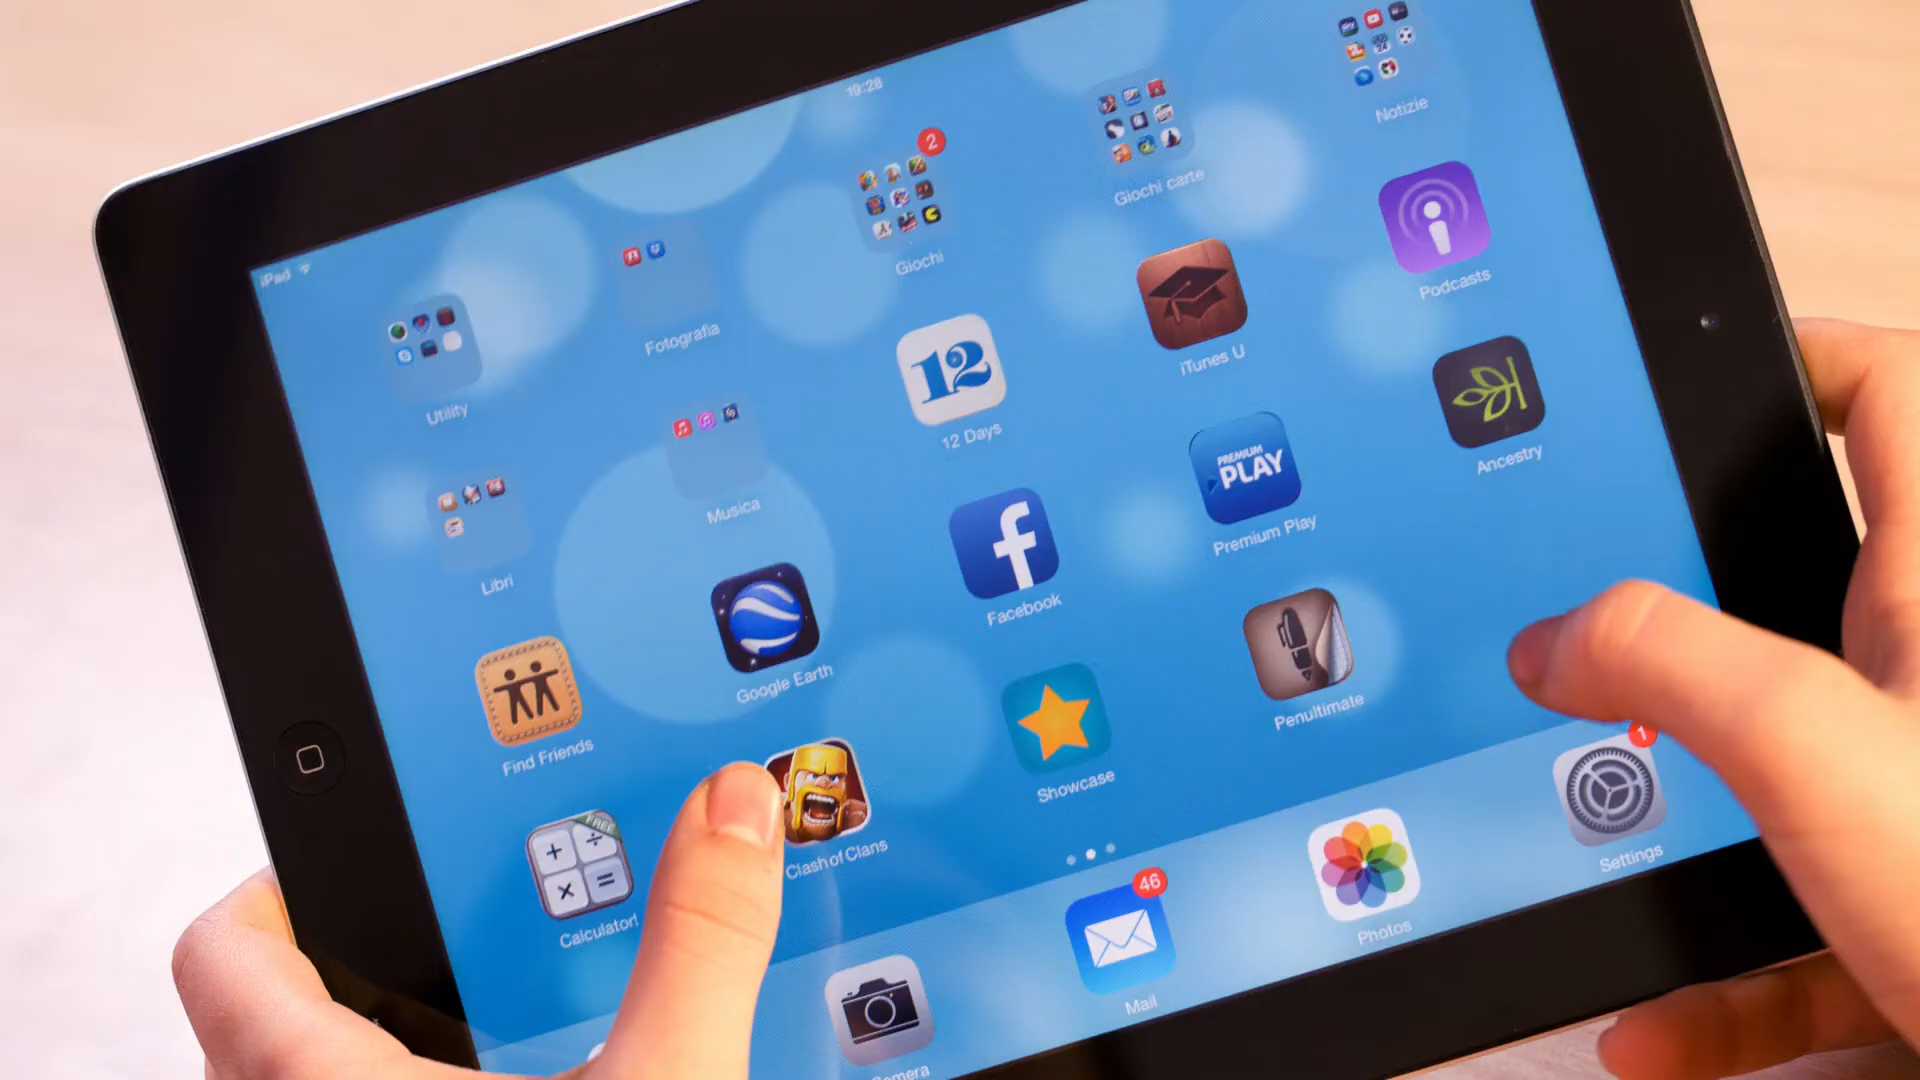 iPad
19:28
Utility
Fotografia
2
Giochi
Giochi carte
Notizie
Libri
Musica
12
12 Days
iTunes U
Podcasts
Find Friends
Google Earth
f
Facebook
PREMIUM
PLAY
Premium Play
Ancestry
FREE
+ ÷
× =
Calculator!
Clash of Clans
Showcase
Penultimate
Camera
46
Mail
Photos
1
Settings